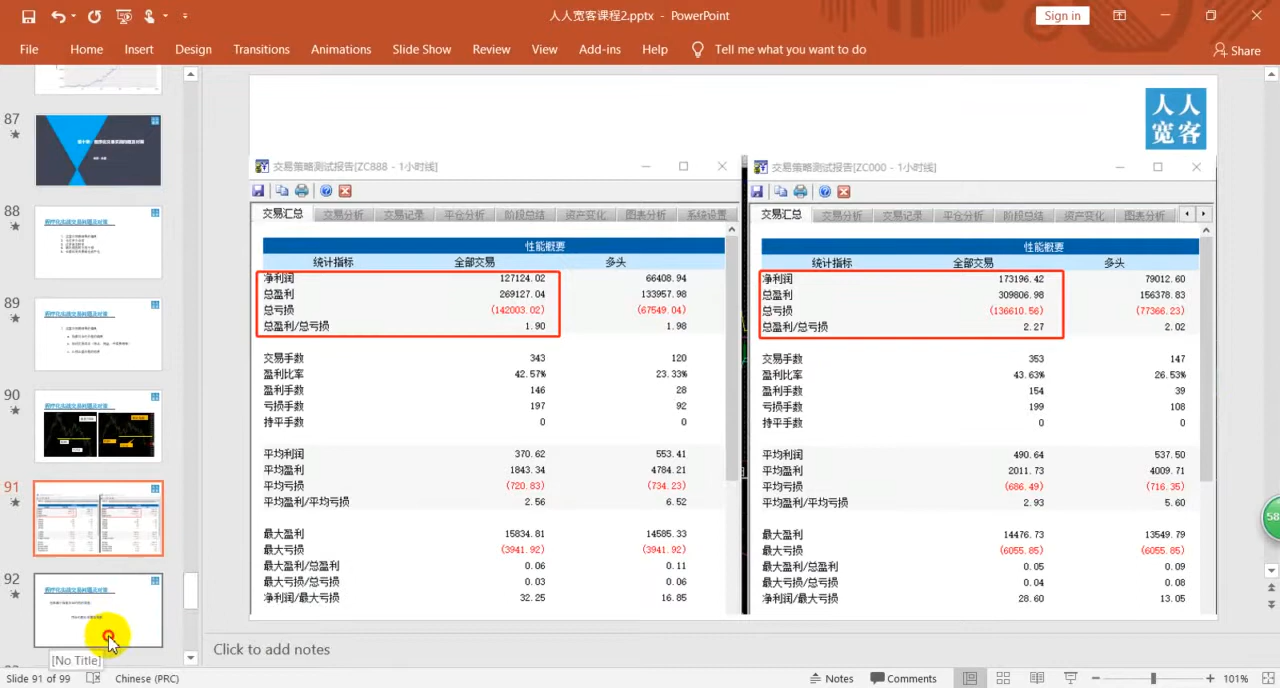 人人宽客课程2.pptx - PowerPoint
Sign in
File Home Insert Design Transitions Animations Slide Show Review View Add-ins Help Tell me what you want to do
Share
87
88
89
90
91
92
[No Title]
人人
宽客
交易策略测试报告[ZC888 - 1小时线]
交易汇总 交易分析 交易记录 平仓分析 阶段总结 资产变化 图表分析 系统设置
性能概要
统计指标 全部交易 多头
净利润 127124.02 66408.94
总盈利 269127.04 133957.98
总亏损 (142003.02) (67549.04)
总盈利/总亏损 1.90 1.98
交易手数 343 120
盈利比率 42.57% 23.33%
盈利手数 146 28
亏损手数 197 92
持平手数 0 0
平均利润 370.62 553.41
平均盈利 1843.34 4784.21
平均亏损 (720.83) (734.23)
平均盈利/平均亏损 2.56 6.52
最大盈利 15834.81 14585.33
最大亏损 (3941.92) (3941.92)
最大盈利/总盈利 0.06 0.11
最大亏损/总亏损 0.03 0.06
净利润/最大亏损 32.25 16.85
交易策略测试报告[ZC000 - 1小时线]
交易汇总 交易分析 交易记录 平仓分析 阶段总结 资产变化 图表分析
性能概要
统计指标 全部交易 多头
净利润 173196.42 79012.60
总盈利 309806.98 156378.83
总亏损 (136610.56) (77366.23)
总盈利/总亏损 2.27 2.02
交易手数 353 147
盈利比率 43.63% 26.53%
盈利手数 154 39
亏损手数 199 108
持平手数 0 0
平均利润 490.64 537.50
平均盈利 2011.73 4009.71
平均亏损 (686.49) (716.35)
平均盈利/平均亏损 2.93 5.60
最大盈利 14476.73 13549.79
最大亏损 (6055.85) (6055.85)
最大盈利/总盈利 0.05 0.09
最大亏损/总亏损 0.04 0.08
净利润/最大亏损 28.60 13.05
58
Click to add notes
Slide 91 of 99 Chinese (PRC) Notes Comments 101%